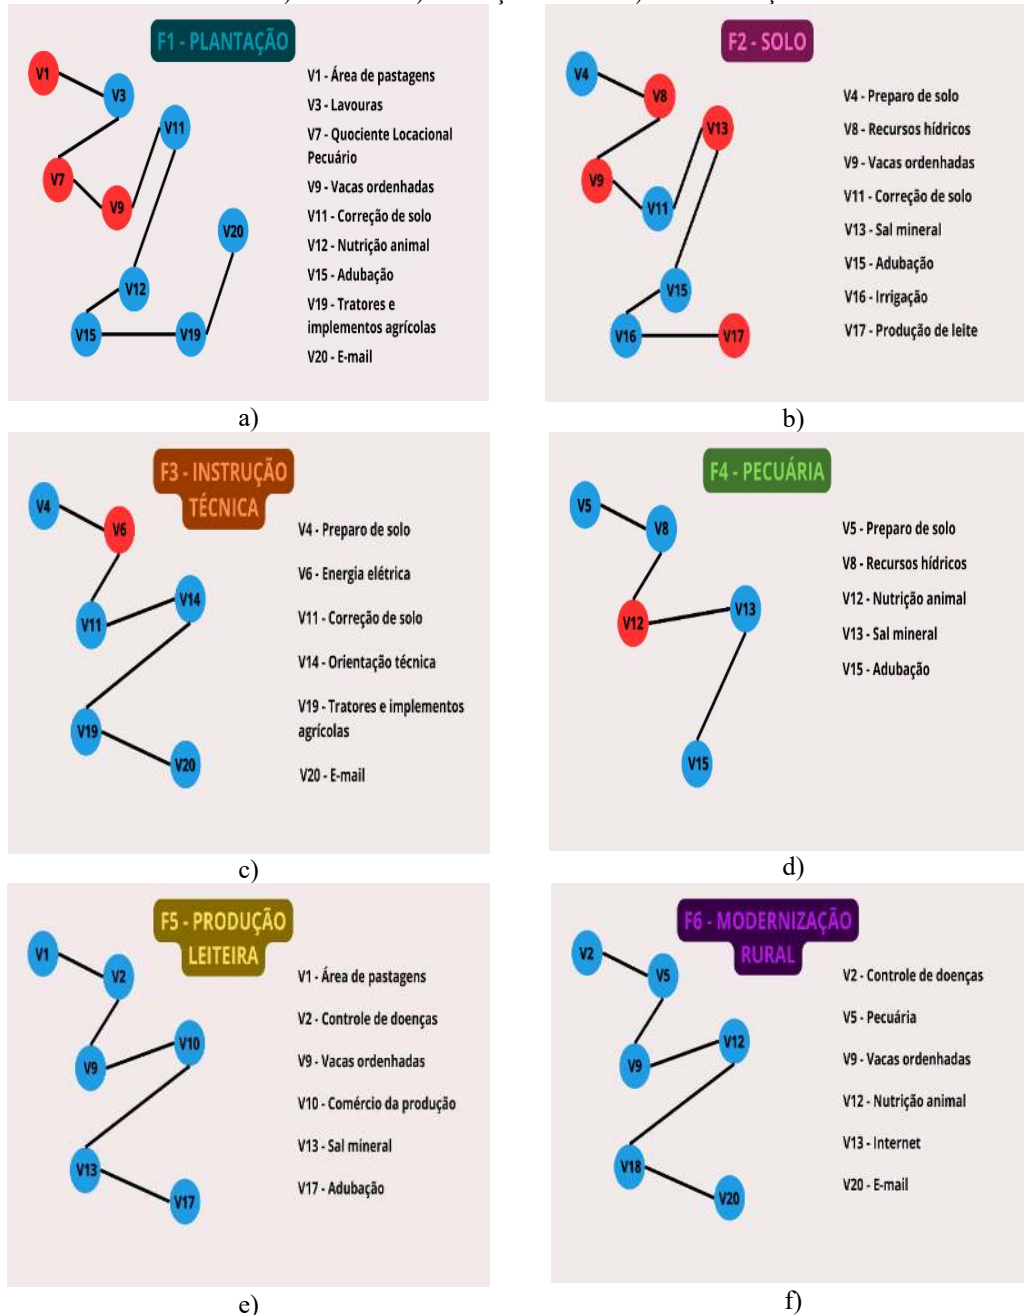 F1 - PLANTAÇÃO
V1
V3
V11
V7
V9
V20
V12
V15
V19
V1 - Área de pastagens
V3 - Lavouras
V7 - Quociente Locacional
Pecuário
V9 - Vacas ordenhadas
V11 - Correção de solo
V12 - Nutrição animal
V15 - Adubação
V19 - Tratores e
implementos agrícolas
V20 - E-mail
a)
F2 - SOLO
V4
V8
V13
V9
V11
V15
V16
V17
V4 - Preparo de solo
V8 - Recursos hídricos
V9 - Vacas ordenhadas
V11 - Correção de solo
V13 - Sal mineral
V15 - Adubação
V16 - Irrigação
V17 - Produção de leite
b)
F3 - INSTRUÇÃO
TÉCNICA
V4
V6
V14
V11
V19
V20
V4 - Preparo de solo
V6 - Energia elétrica
V11 - Correção de solo
V14 - Orientação técnica
V19 - Tratores e implementos
agrícolas
V20 - E-mail
c)
F4 - PECUÁRIA
V5
V8
V13
V12
V15
V5 - Preparo de solo
V8 - Recursos hídricos
V12 - Nutrição animal
V13 - Sal mineral
V15 - Adubação
d)
F5 - PRODUÇÃO
LEITEIRA
V1
V2
V10
V9
V13
V17
V1 - Área de pastagens
V2 - Controle de doenças
V9 - Vacas ordenhadas
V10 - Comércio da produção
V13 - Sal mineral
V17 - Adubação
e)
F6 - MODERNIZAÇÃO
RURAL
V2
V5
V12
V9
V18
V20
V2 - Controle de doenças
V5 - Pecuária
V9 - Vacas ordenhadas
V12 - Nutrição animal
V13 - Internet
V20 - E-mail
f)